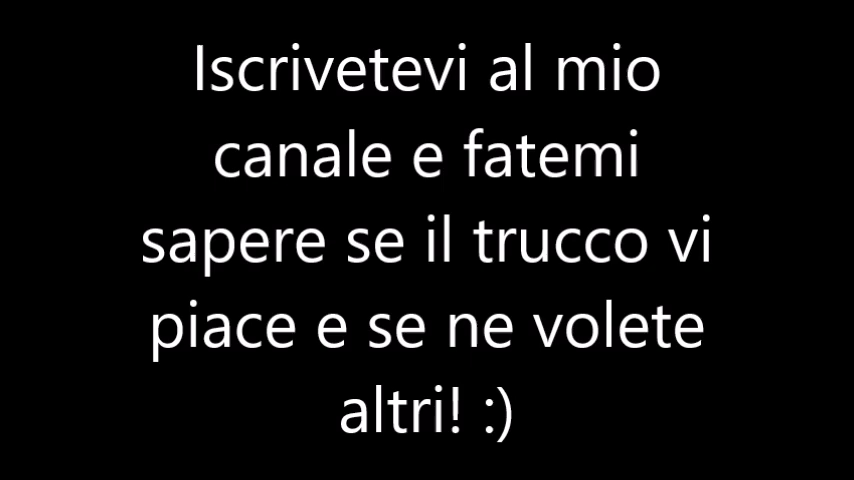 Iscrivetevi al mio
canale e fatemi
sapere se il trucco vi
piace e se ne volete
altri! :)